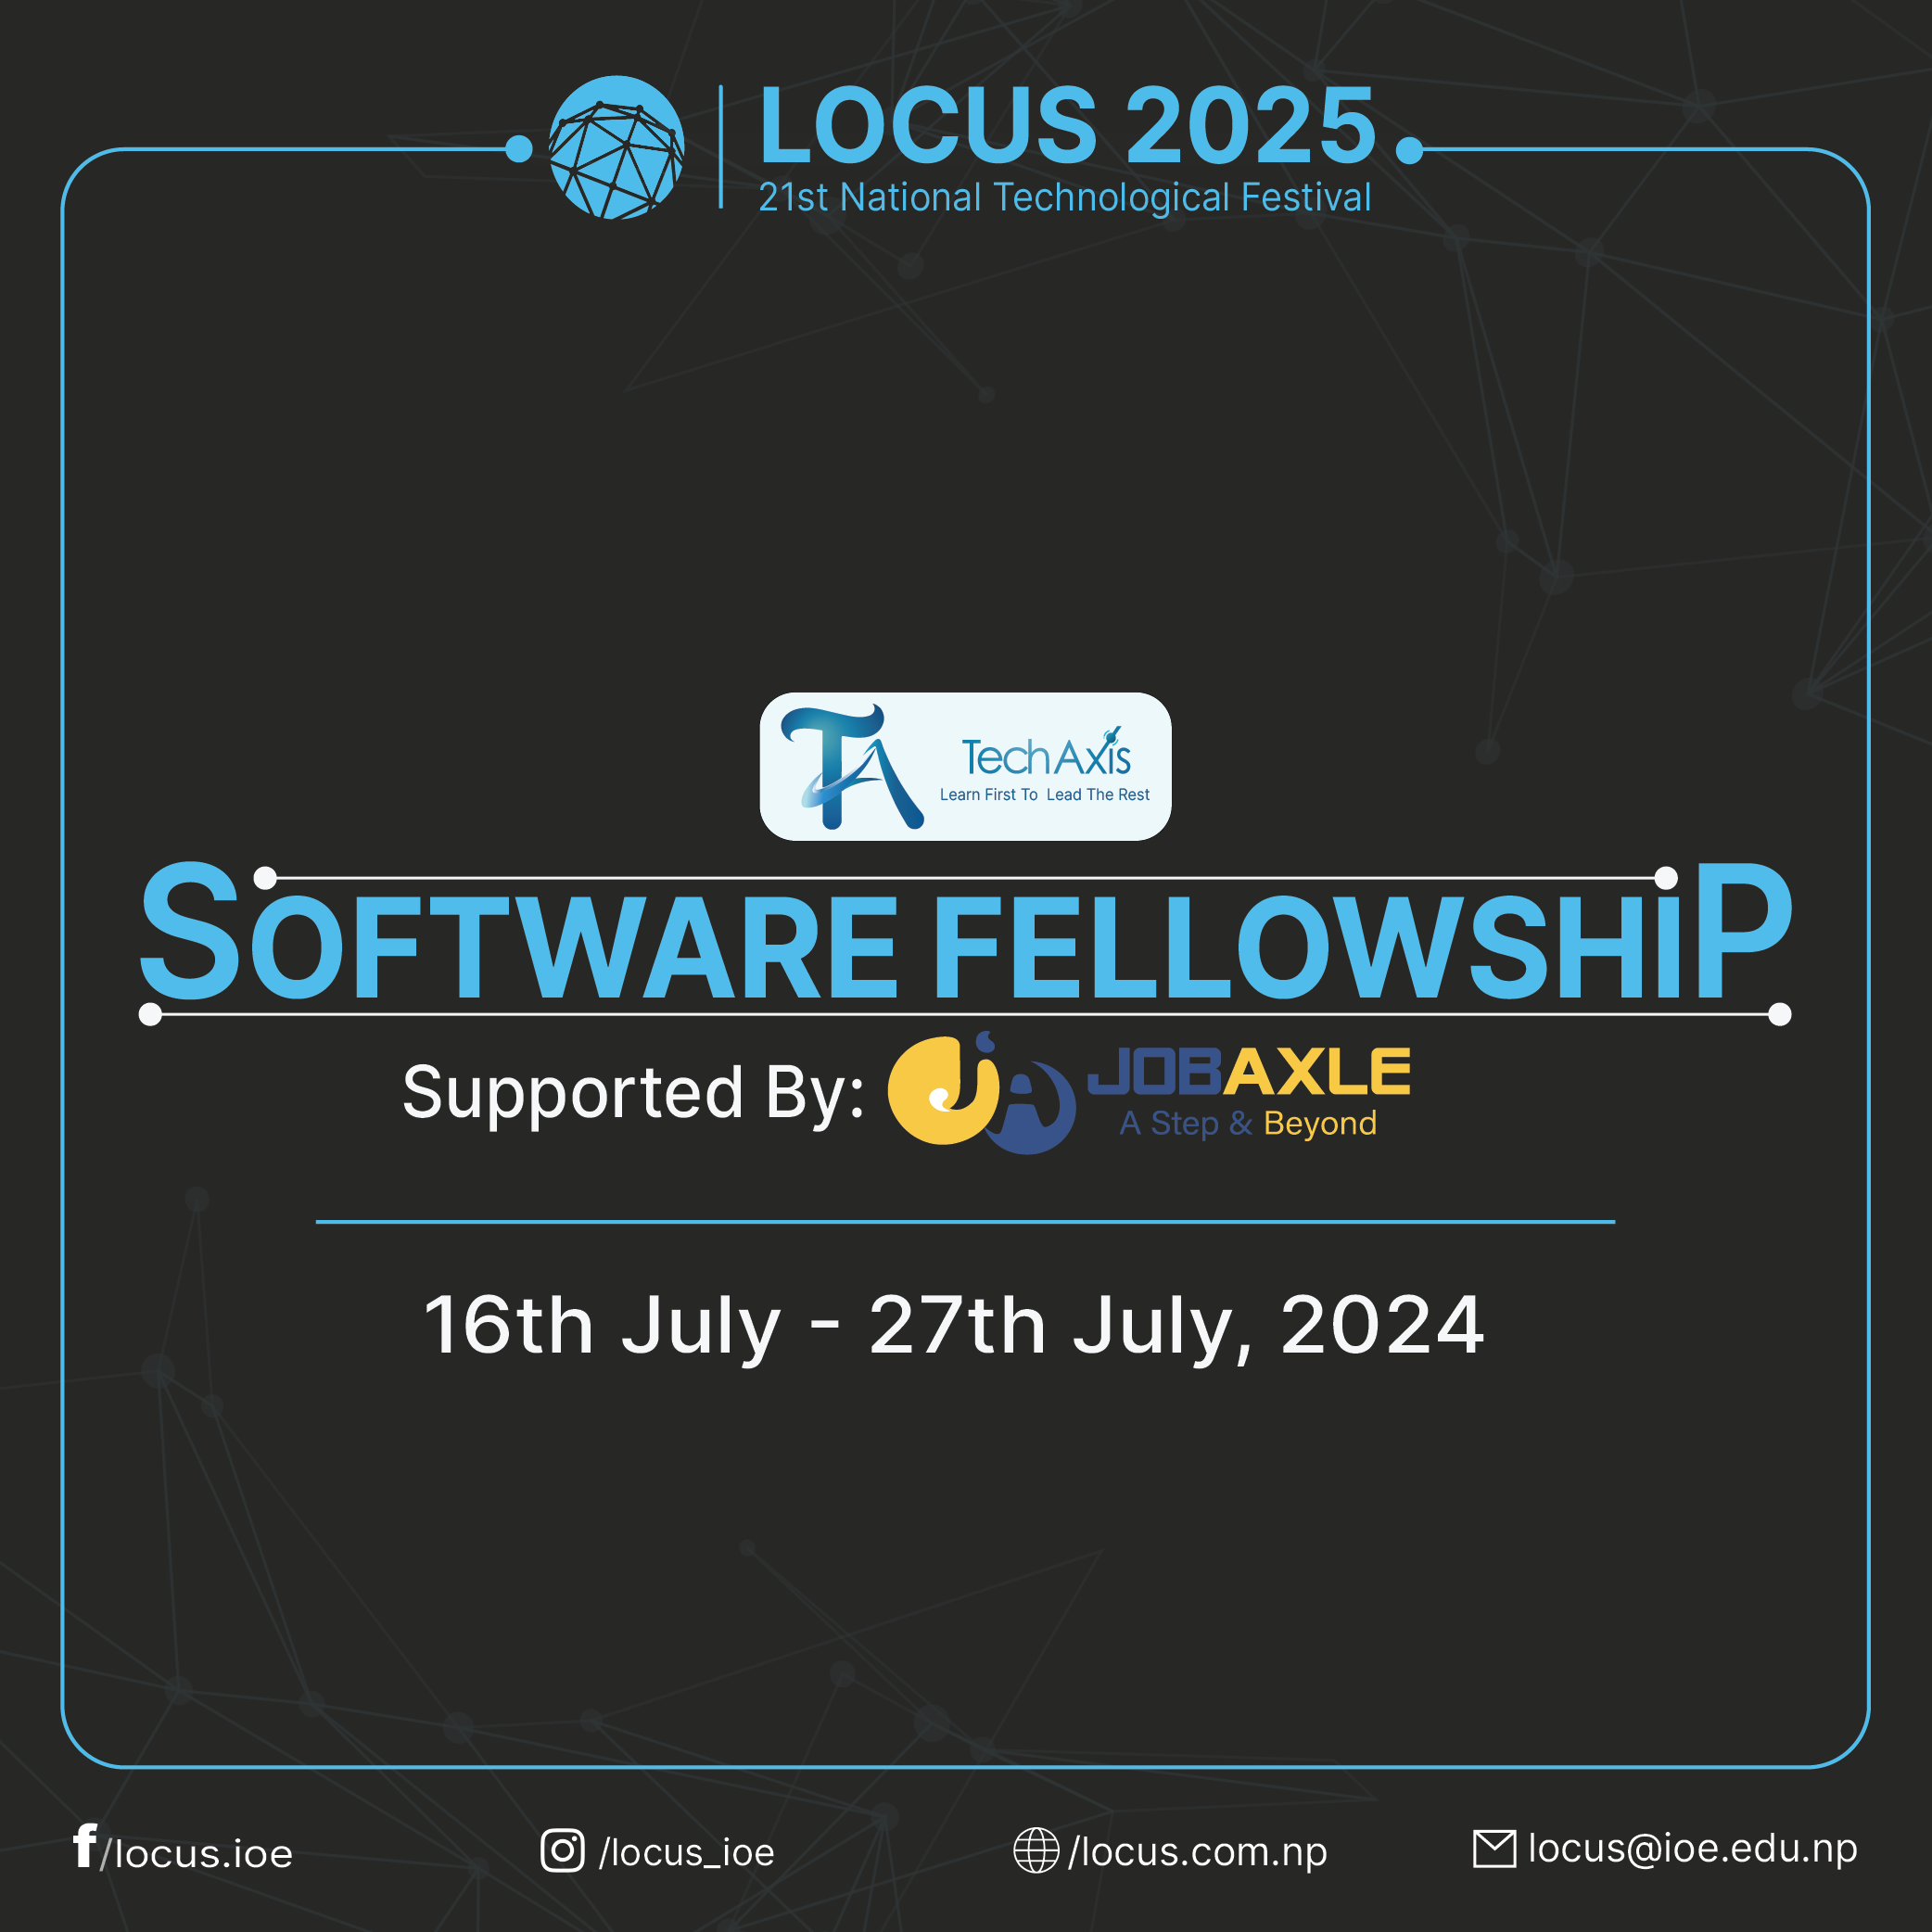 LOCUS 2025
21st National Technological Festival
TA TechAxis
Learn First To Lead The Rest
SOFTWARE FELLOWSHIP
Supported By: JOBAXLE
A Step & Beyond
16th July - 27th July, 2024
f/locus.ioe /locus_ioe /locus.com.np locus@ioe.edu.np